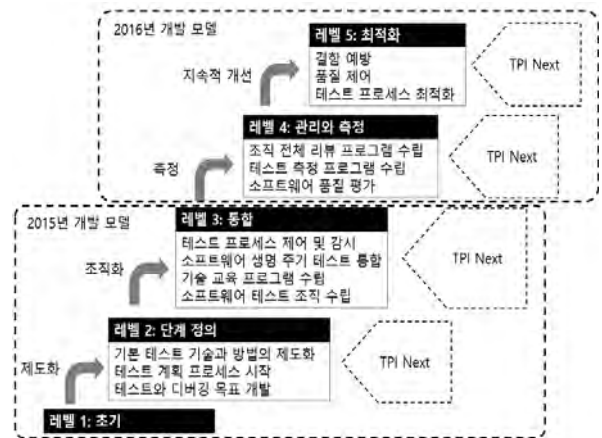 2016년 개발 모델
레벨 5: 최적화
결함 예방
품질 제어
테스트 프로세스 최적화
TPI Next
지속적 개선
레벨 4: 관리와 측정
조직 전체 리뷰 프로그램 수립
테스트 측정 프로그램 수립
소프트웨어 품질 평가
TPI Next
측정
2015년 개발 모델
레벨 3: 통합
테스트 프로세스 제어 및 감시
소프트웨어 생명 주기 테스트 통합
기술 교육 프로그램 수립
소프트웨어 테스트 조직 수립
TPI Next
조직화
레벨 2: 단계 정의
기본 테스트 기술과 방법의 제도화
테스트 계획 프로세스 시작
테스트와 디버깅 목표 개발
TPI Next
제도화
레벨 1: 초기